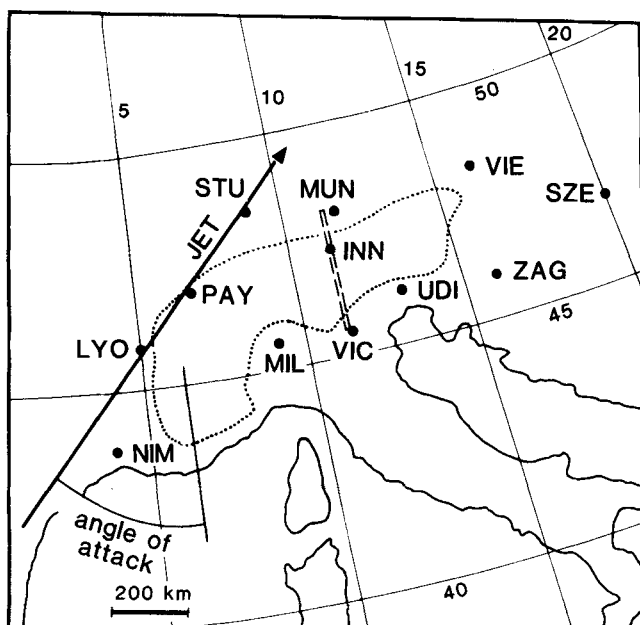 20
15
10
5
50
VIE
STU
MUN
SZE
JET
INN
ZAG
PAY
UDI
45
LYO
MIL
VIC
NIM
angle of
attack
40
200 km